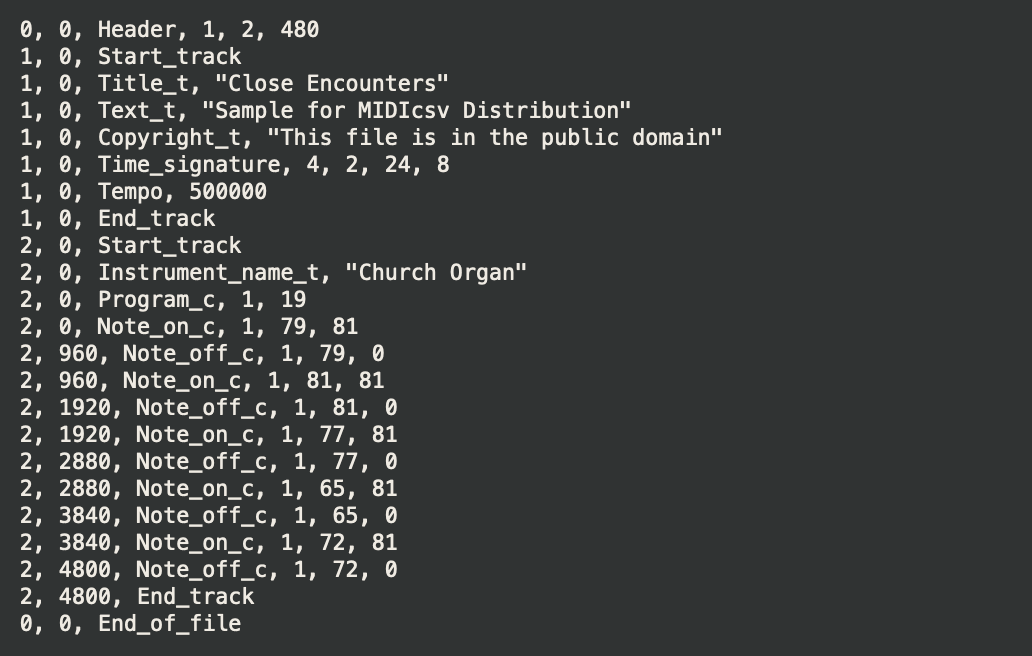 0, 0, Header, 1, 2, 480
1, 0, Start_track
1, 0, Title_t, "Close Encounters"
1, 0, Text_t, "Sample for MIDIcsv Distribution"
1, 0, Copyright_t, "This file is in the public domain"
1, 0, Time_signature, 4, 2, 24, 8
1, 0, Tempo, 500000
1, 0, End_track
2, 0, Start_track
2, 0, Instrument_name_t, "Church Organ"
2, 0, Program_c, 1, 19
2, 0, Note_on_c, 1, 79, 81
2, 960, Note_off_c, 1, 79, 0
2, 960, Note_on_c, 1, 81, 81
2, 1920, Note_off_c, 1, 81, 0
2, 1920, Note_on_c, 1, 77, 81
2, 2880, Note_off_c, 1, 77, 0
2, 2880, Note_on_c, 1, 65, 81
2, 3840, Note_off_c, 1, 65, 0
2, 3840, Note_on_c, 1, 72, 81
2, 4800, Note_off_c, 1, 72, 0
2, 4800, End_track
0, 0, End_of_file